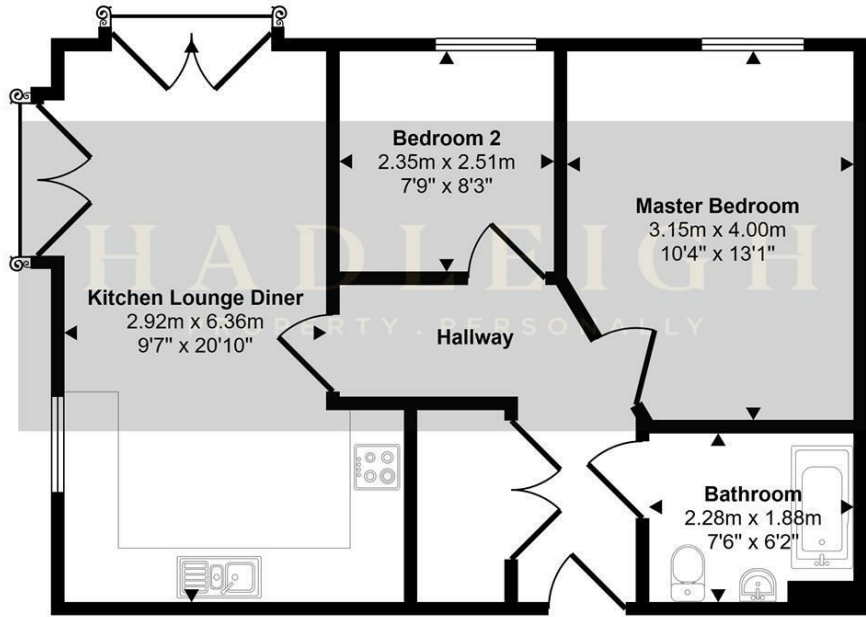 Bedroom 2
2.35m x 2.51m
7'9" x 8'3"
Master Bedroom
3.15m x 4.00m
10'4" x 13'1"
HADLEIGH
PROPERTY . PERSONALLY
Kitchen Lounge Diner
2.92m x 6.36m
9'7" x 20'10"
Hallway
Bathroom
2.28m x 1.88m
7'6" x 6'2"